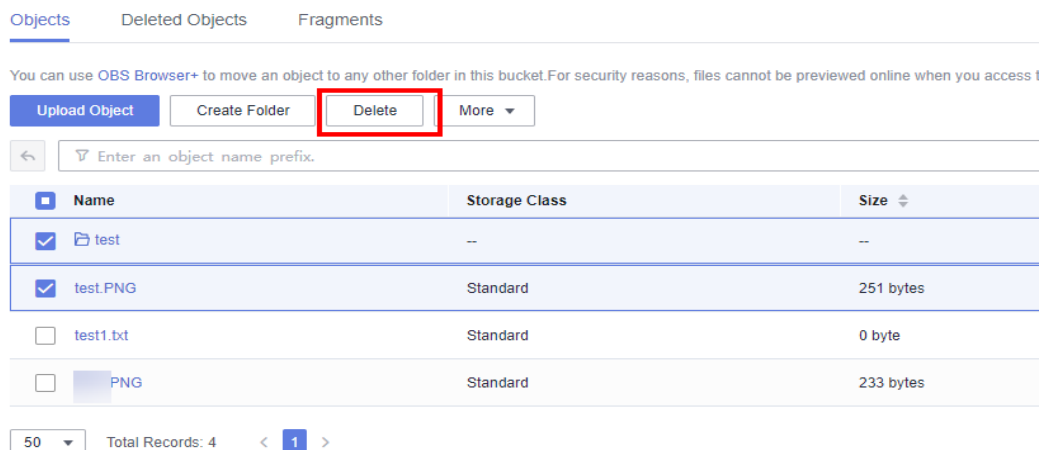 Objects Deleted Objects Fragments
You can use OBS Browser+ to move an object to any other folder in this bucket.For security reasons, files cannot be previewed online when you access
Upload Object Create Folder Delete More
Enter an object name prefix.
Name Storage Class Size
test -- --
test.PNG Standard 251 bytes
test1.txt Standard 0 byte
PNG Standard 233 bytes
50 Total Records: 4 < 1 >